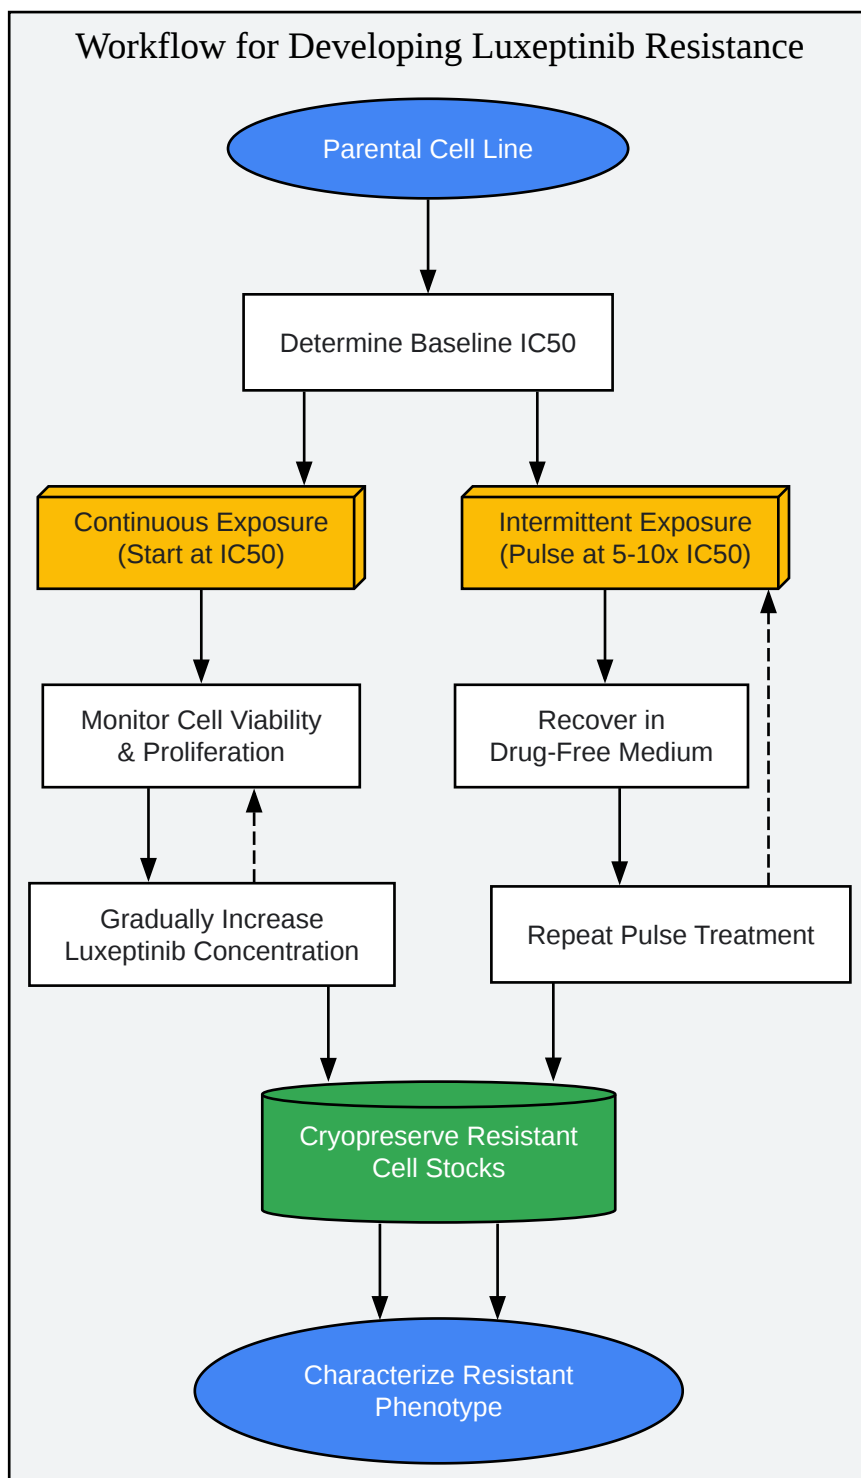 Workflow for Developing Luxeptinib Resistance
Parental Cell Line
Determine Baseline IC50
Continuous Exposure
(Start at IC50)
Intermittent Exposure
(Pulse at 5-10x IC50)
Monitor Cell Viability
& Proliferation
Recover in
Drug-Free Medium
Gradually Increase
Luxeptinib Concentration
Repeat Pulse Treatment
Cryopreserve Resistant
Cell Stocks
Characterize Resistant
Phenotype